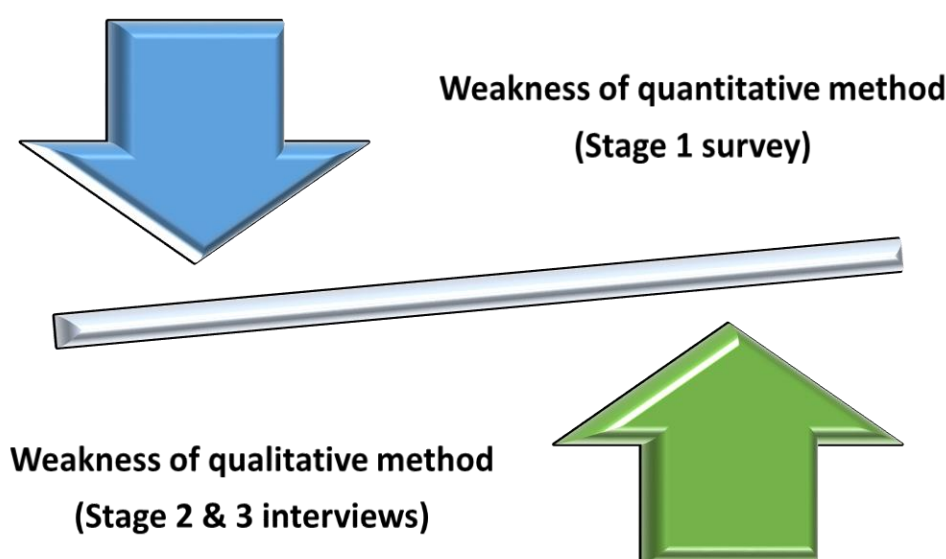 Weakness of quantitative method
(Stage 1 survey)
Weakness of qualitative method
(Stage 2 & 3 interviews)